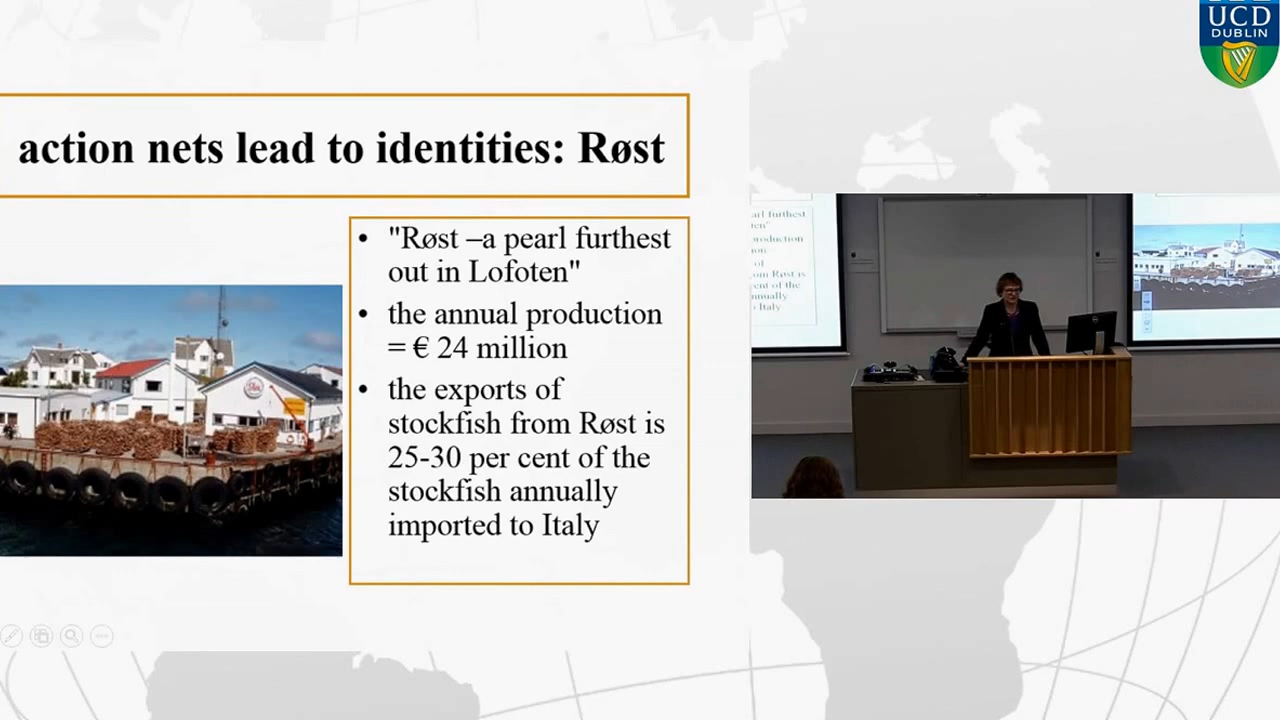 UCD
DUBLIN
action nets lead to identities: Røst
• "Røst –a pearl furthest
out in Lofoten"
• the annual production
= € 24 million
• the exports of
stockfish from Røst is
25-30 per cent of the
stockfish annually
imported to Italy